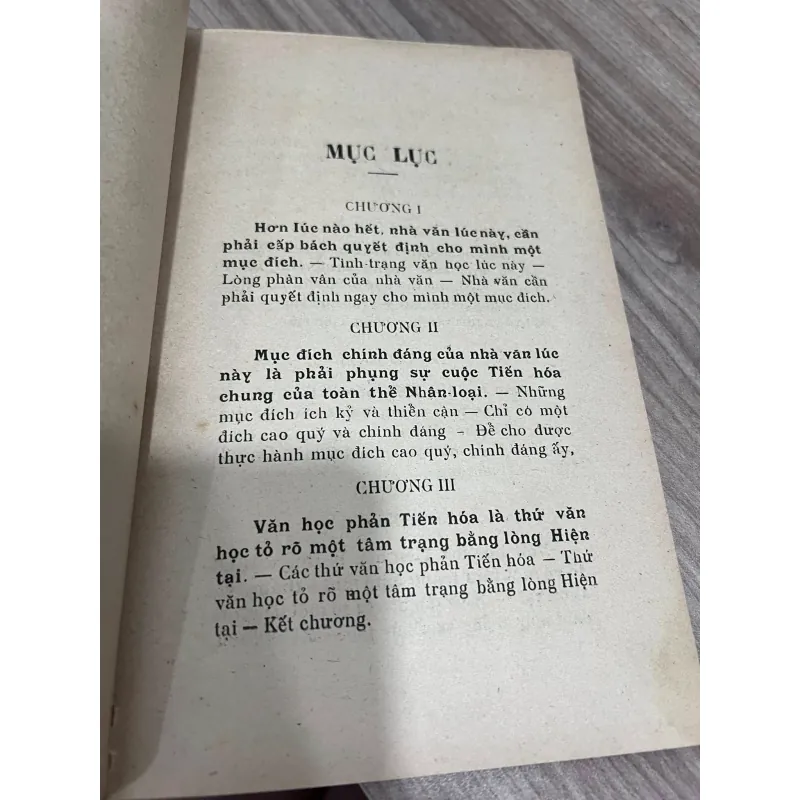 MỤC LỤC
CHƯƠNG I
Hơn lúc nào hết, nhà văn lúc này, cần
phải cấp bách quyết định cho mình một
mục đích. — Tình-trạng văn học lúc này —
Lòng phân vân của nhà văn — Nhà văn cần
phải quyết định ngay cho mình một mục đích.
CHƯƠNG II
Mục đích chính đáng của nhà văn lúc
này là phải phụng sự cuộc Tiến hóa
chung của toàn thể Nhân-loại. — Những
mục đích ích kỷ và thiển cận — Chỉ có một
đích cao quý và chính đáng — Để cho được
thực hành mục đích cao quý, chính đáng ấy,
CHƯƠNG III
Văn học phản Tiến hóa là thứ văn
học tỏ rõ một tâm trạng bằng lòng Hiện
tại. — Các thứ văn học phản Tiến hóa — Thứ
văn học tỏ rõ một tâm trạng bằng lòng Hiện
tại — Kết chương.